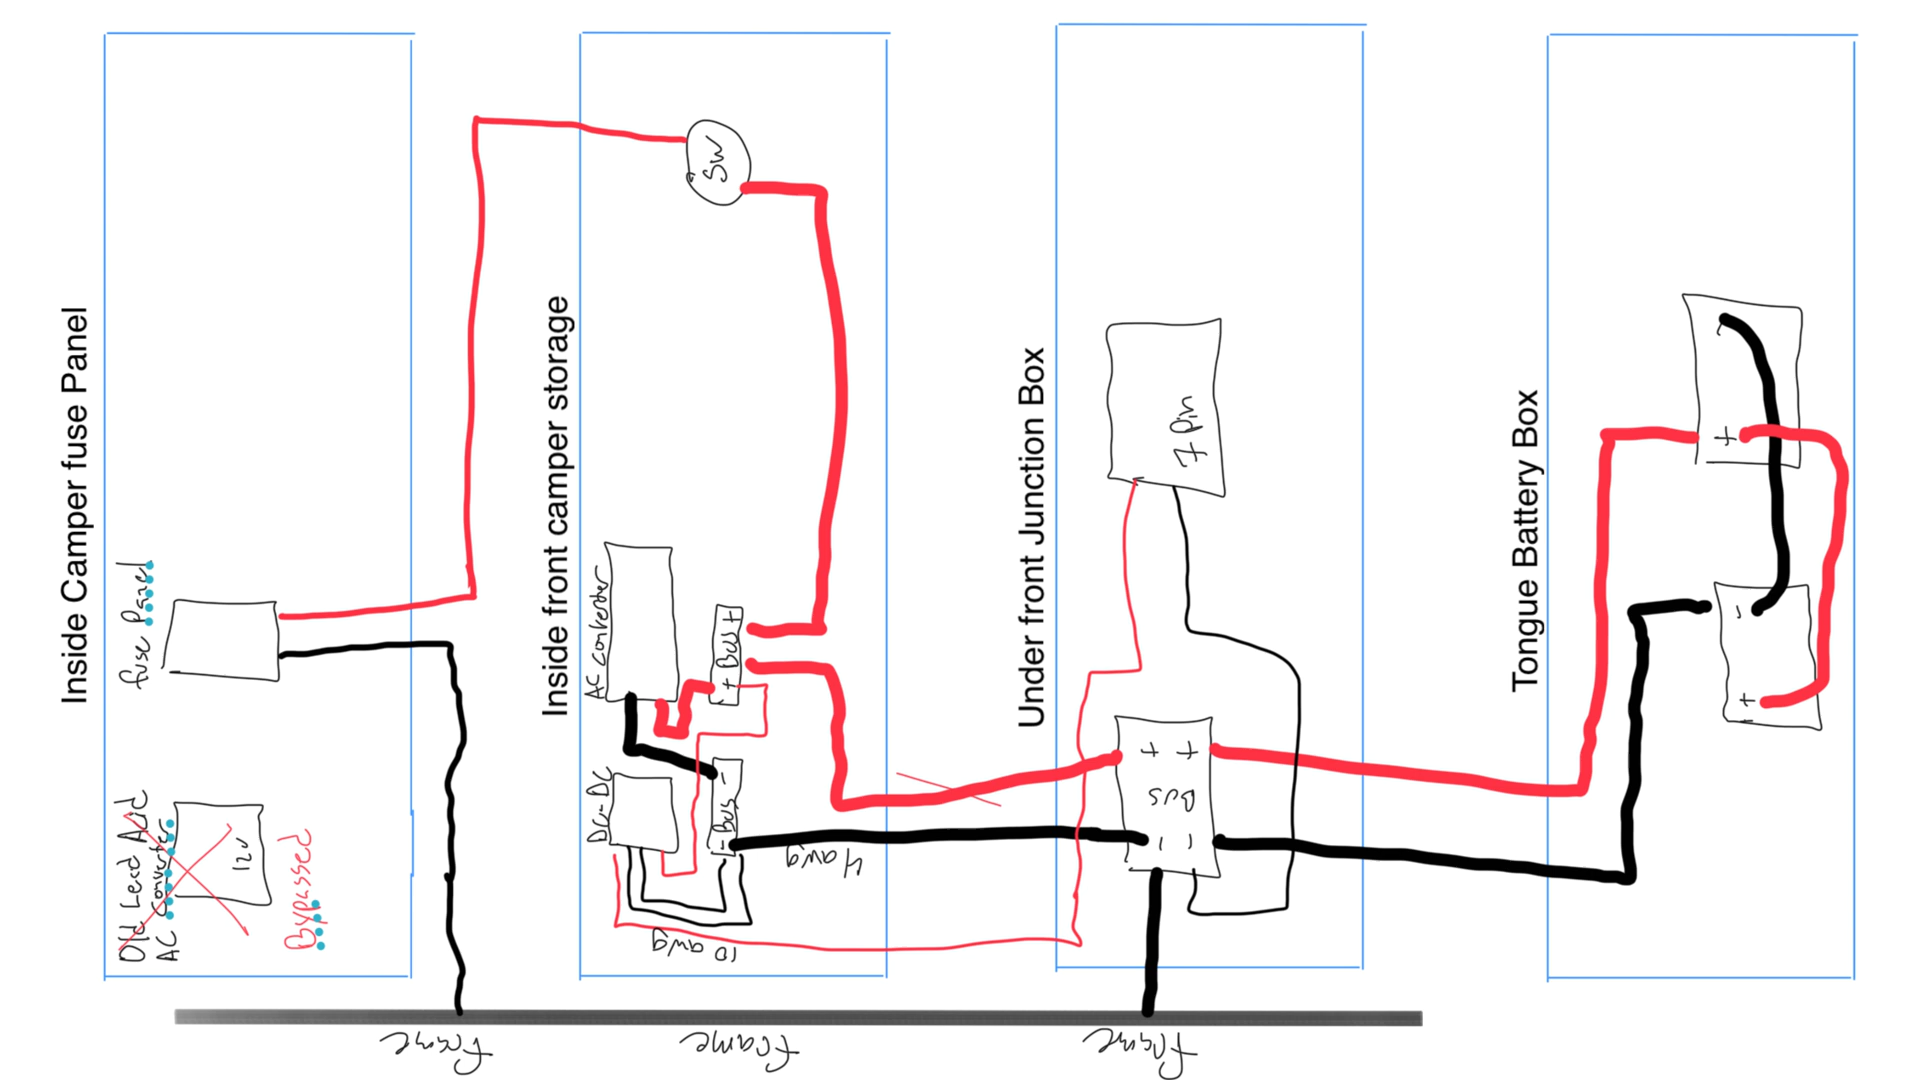 Inside Camper fuse Panel
fuse Panel
Old Lead Acid
AC Converter
12v
Bypassed
Inside front camper storage
SW
AC converter
+ Bus +
DC-DC
- Bus -
4 awg
10 awg
Under front Junction Box
7 pin
+ +
Bus
- -
Tongue Battery Box
-
+
-
+
frame
frame
frame